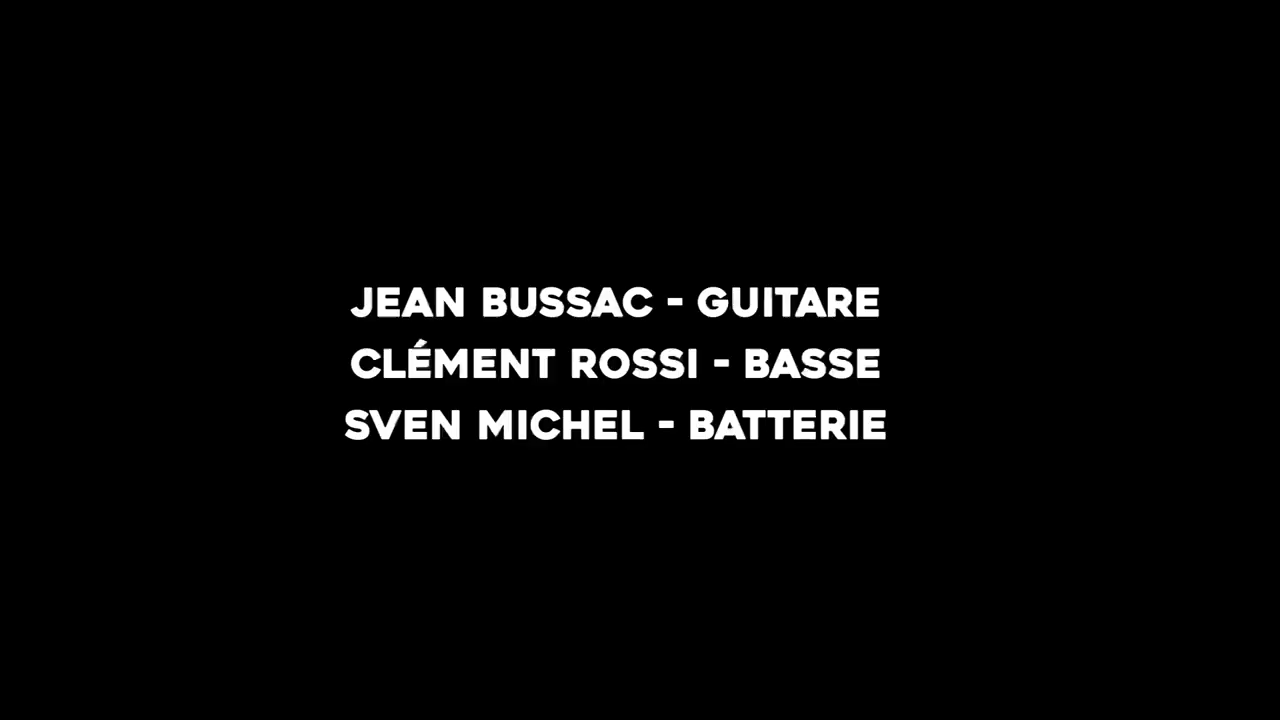 JEAN BUSSAC - GUITARE
CLÉMENT ROSSI - BASSE
SVEN MICHEL - BATTERIE